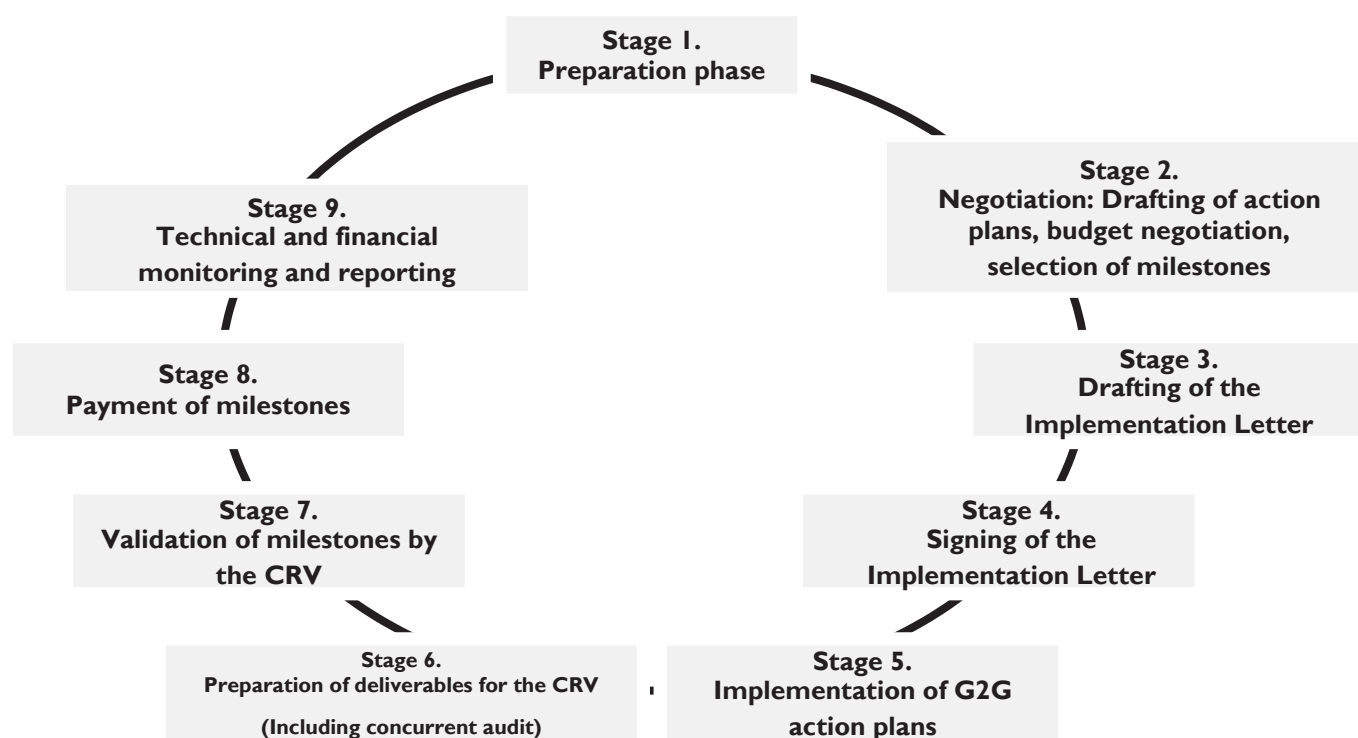 Stage 1.
Preparation phase
Stage 2.
Negotiation: Drafting of action
plans, budget negotiation,
selection of milestones
Stage 3.
Drafting of the
Implementation Letter
Stage 4.
Signing of the
Implementation Letter
Stage 5.
Implementation of G2G
action plans
Stage 6.
Preparation of deliverables for the CRV
(Including concurrent audit)
Stage 7.
Validation of milestones by
the CRV
Stage 8.
Payment of milestones
Stage 9.
Technical and financial
monitoring and reporting